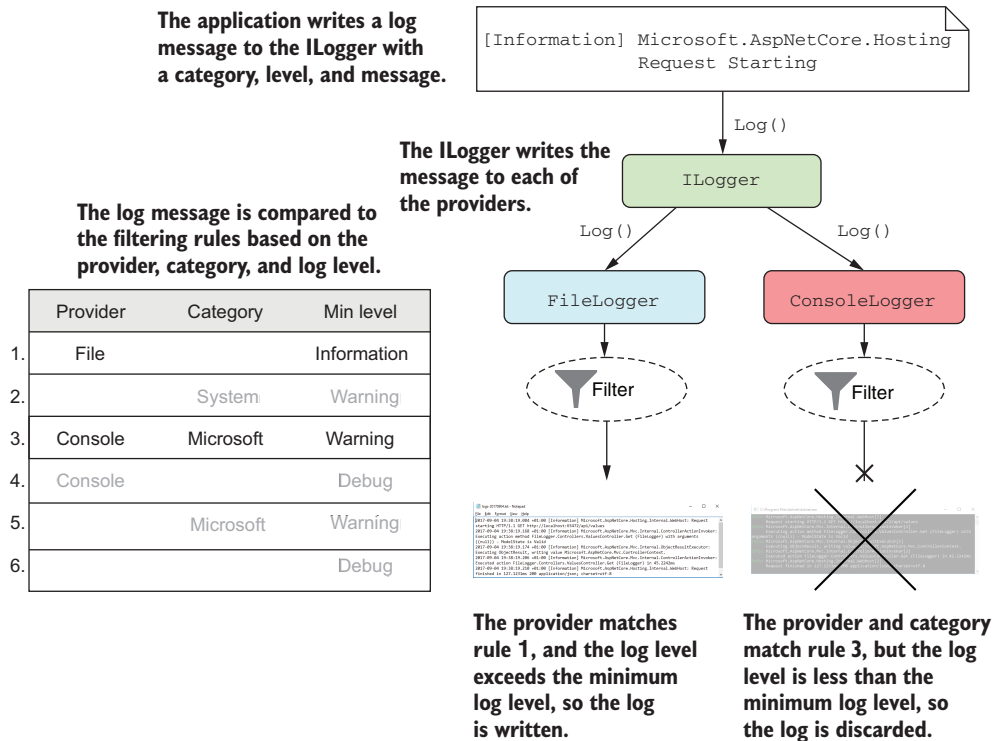 The application writes a log
message to the ILogger with
a category, level, and message.
[Information] Microsoft.AspNetCore.Hosting
Request Starting
Log()
The ILogger writes the
message to each of
the providers.
ILogger
Log()
Log()
The log message is compared to
the filtering rules based on the
provider, category, and log level.
FileLogger
ConsoleLogger
Provider Category Min level
1. File Information
2. System Warning
3. Console Microsoft Warning
4. Console Debug
5. Microsoft Warning
6. Debug
Filter
Filter
File Edit Format View Help
The provider matches
rule 1, and the log level
exceeds the minimum
log level, so the log
is written.
The provider and category
match rule 3, but the log
level is less than the
minimum log level, so
the log is discarded.